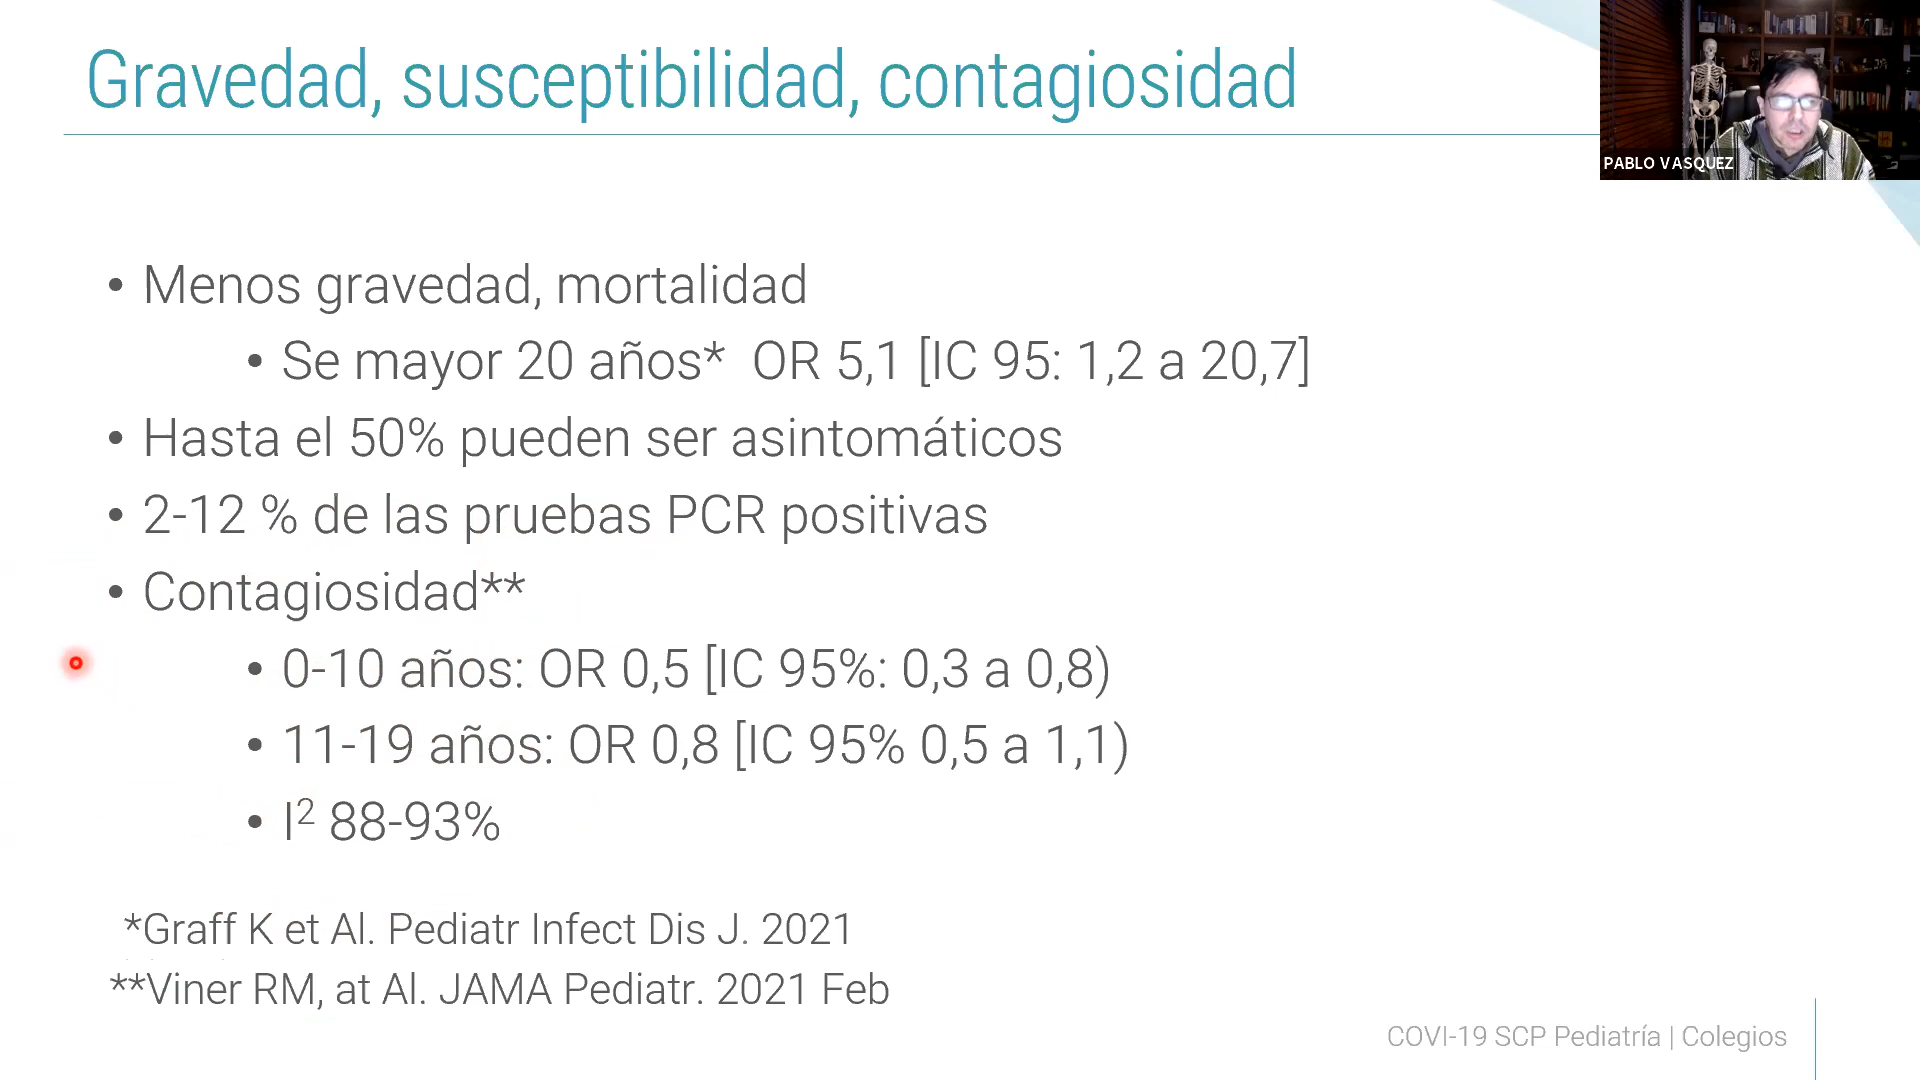 Gravedad, susceptibilidad, contagiosidad
PABLO VASQUEZ
• Menos gravedad, mortalidad
• Se mayor 20 años* OR 5,1 [IC 95: 1,2 a 20,7]
• Hasta el 50% pueden ser asintomáticos
• 2-12 % de las pruebas PCR positivas
• Contagiosidad**
• 0-10 años: OR 0,5 [IC 95%: 0,3 a 0,8)
• 11-19 años: OR 0,8 [IC 95% 0,5 a 1,1)
• I² 88-93%
*Graff K et Al. Pediatr Infect Dis J. 2021
**Viner RM, at Al. JAMA Pediatr. 2021 Feb
COVI-19 SCP Pediatría | Colegios